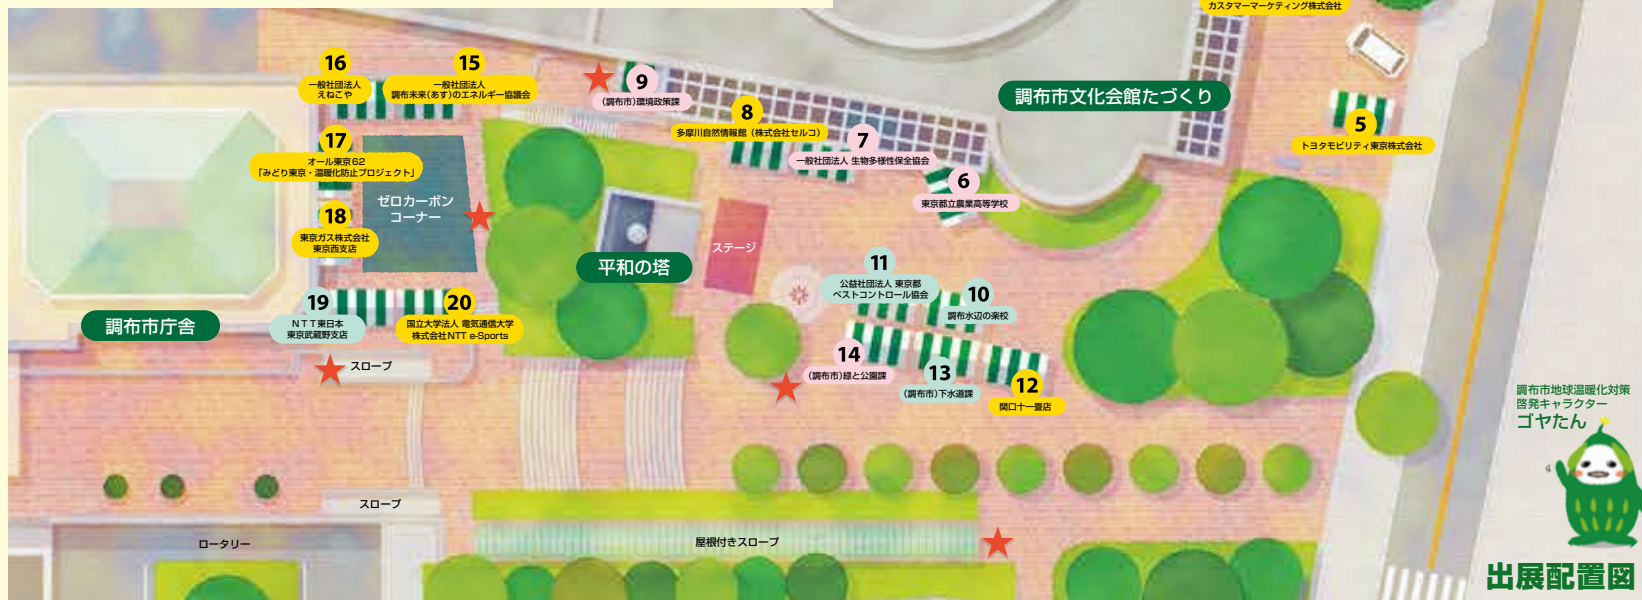 カスタマーマーケティング株式会社
16
一般社団法人
えねこや
15
一般社団法人
調布未来(あす)のエネルギー協議会
9
(調布市)環境政策課
8
多摩川自然情報館(株式会社セルコ)
7
一般社団法人 生物多様性保全協会
6
東京都立農業高等学校
調布市文化会館たづくり
5
トヨタモビリティ東京株式会社
17
オール東京62
「みどり東京・温暖化防止プロジェクト」
ゼロカーボン
コーナー
18
東京ガス株式会社
東京西支店
平和の塔
ステージ
11
公益社団法人 東京都
ペストコントロール協会
10
調布水辺の楽校
調布市庁舎
19
NTT東日本
東京武蔵野支店
20
国立大学法人 電気通信大学
株式会社NTT e-Sports
スロープ
14
(調布市)緑と公園課
13
(調布市)下水道課
12
関口十一畳店
調布市地球温暖化対策
啓発キャラクター
ゴヤたん
スロープ
ロータリー
屋根付きスロープ
出展配置図